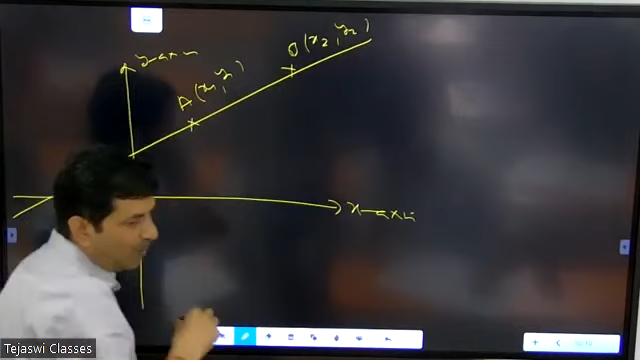 y-axis
B(x₂, y₂)
A(x₁, y₁)
x-axis
Tejaswi Classes